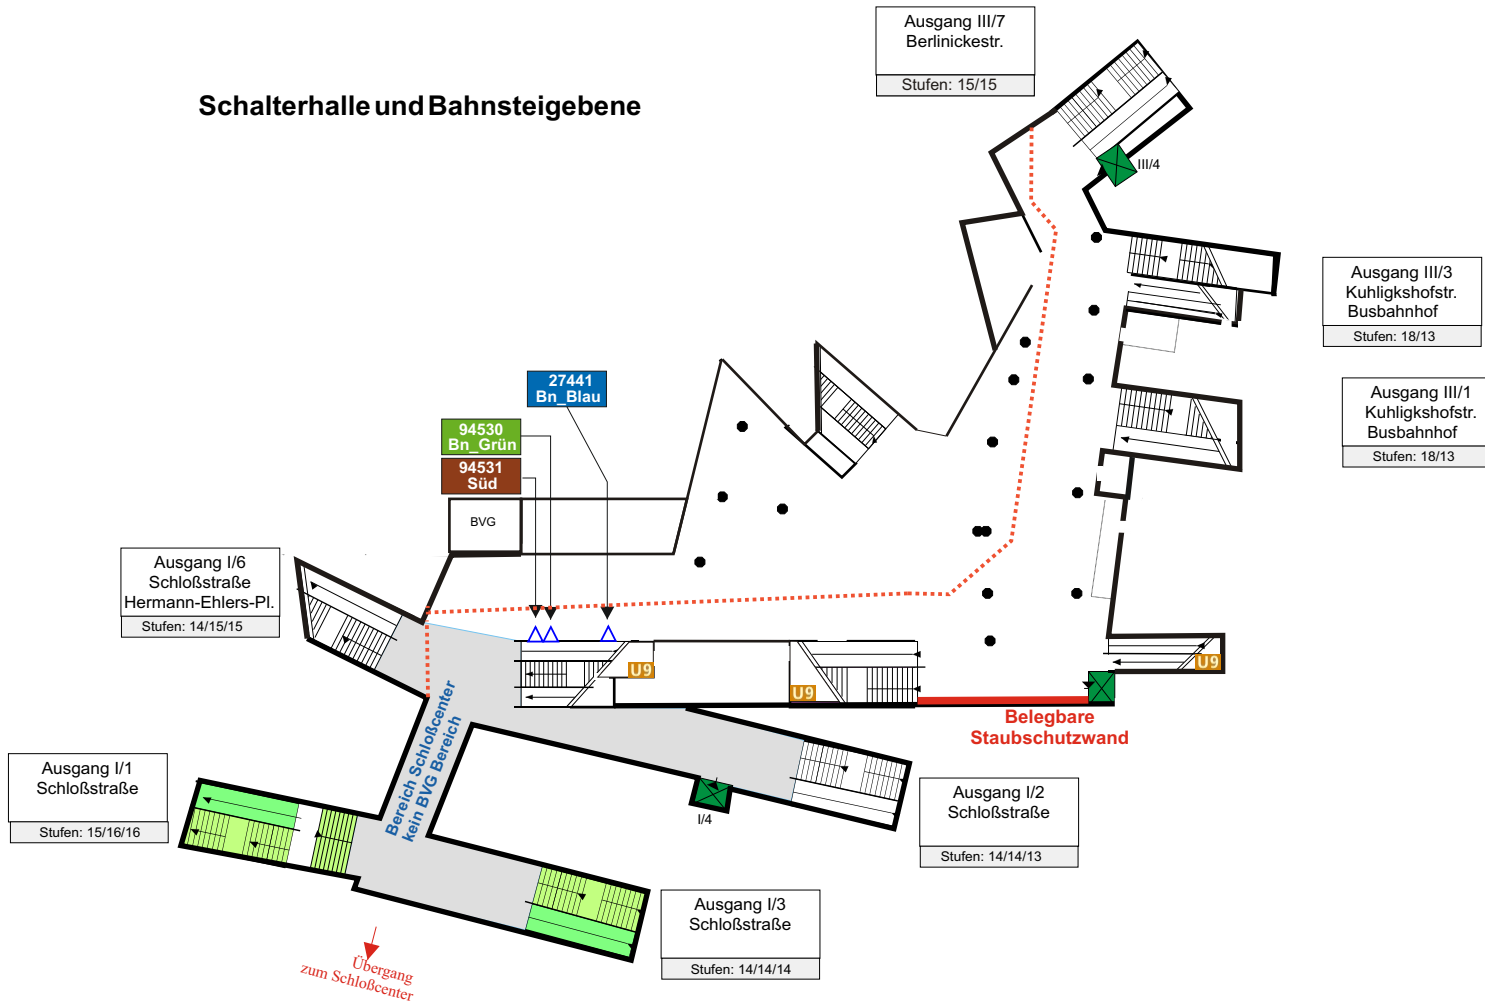 Ausgang III/7
Berlinickestr.
Stufen: 15/15
Schalterhalle und Bahnsteigebene
III/4
Ausgang III/3
Kuhligkshofstr.
Busbahnhof
Stufen: 18/13
27441
Bn_Blau
Ausgang III/1
Kuhligkshofstr.
Busbahnhof
Stufen: 18/13
94530
Bn_Grün
94531
Süd
BVG
Ausgang I/6
Schloßstraße
Hermann-Ehlers-Pl.
Stufen: 14/15/15
U9
U9
U9
Belegbare
Staubschutzwand
Bereich Schloßcenter
kein BVG Bereich
Ausgang I/1
Schloßstraße
Stufen: 15/16/16
I/4
Ausgang I/2
Schloßstraße
Stufen: 14/14/13
Ausgang I/3
Schloßstraße
Stufen: 14/14/14
Übergang
zum Schloßcenter